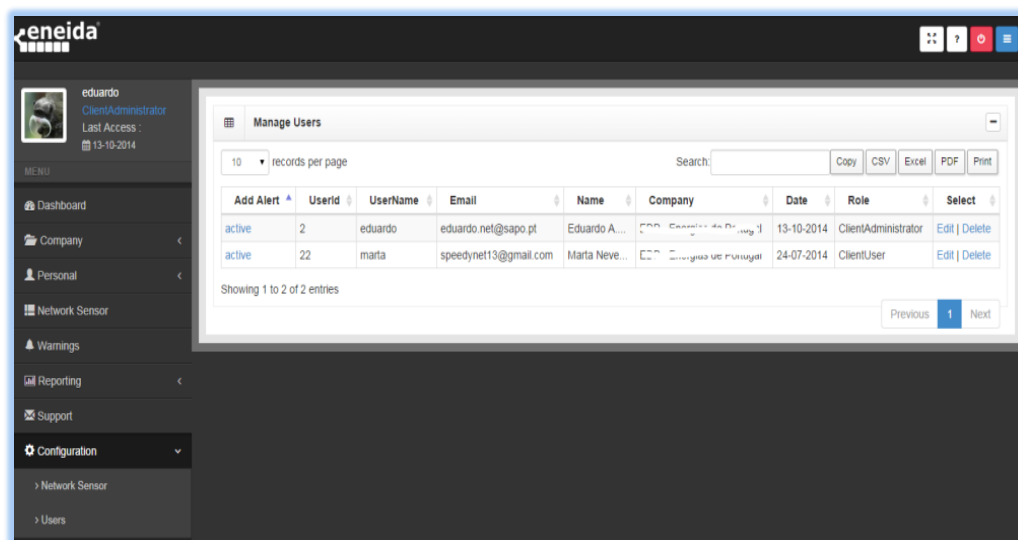 eneida
?
eduardo
ClientAdministrator
Last Access :
13-10-2014
MENU
Dashboard
Company
Personal
Network Sensor
Warnings
Reporting
Support
Configuration
> Network Sensor
> Users
Manage Users
10 records per page
Search: Copy CSV Excel PDF Print
Add Alert UserId UserName Email Name Company Date Role Select
active 2 eduardo eduardo.net@sapo.pt Eduardo A... 13-10-2014 ClientAdministrator Edit | Delete
active 22 marta speedynet13@gmail.com Marta Neve... de Portugal 24-07-2014 ClientUser Edit | Delete
Showing 1 to 2 of 2 entries
Previous 1 Next